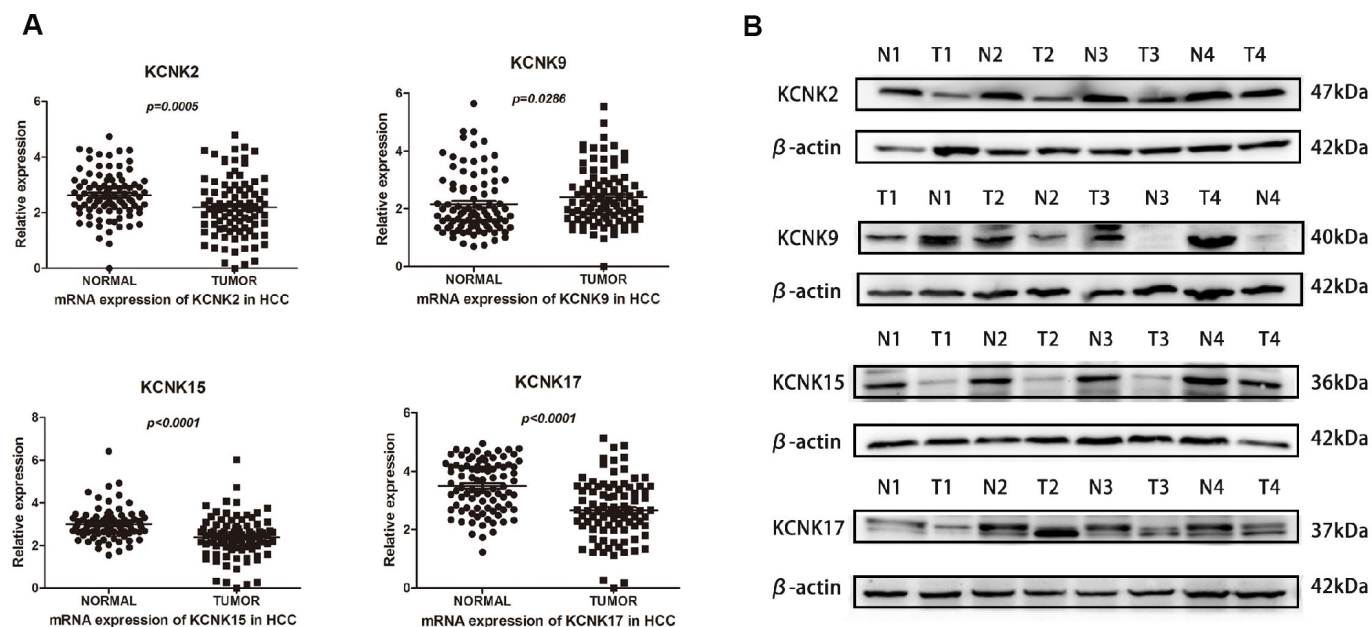 A
KCNK2
p=0.0005
Relative expression
6
4
2
0
NORMAL TUMOR
mRNA expression of KCNK2 in HCC
KCNK9
p=0.0286
Relative expression
6
4
2
0
NORMAL TUMOR
mRNA expression of KCNK9 in HCC
KCNK15
p<0.0001
Relative expression
8
6
4
2
0
NORMAL TUMOR
mRNA expression of KCNK15 in HCC
KCNK17
p<0.0001
Relative expression
6
4
2
0
NORMAL TUMOR
mRNA expression of KCNK17 in HCC
B
N1 T1 N2 T2 N3 T3 N4 T4
KCNK2 47kDa
β-actin 42kDa
T1 N1 T2 N2 T3 N3 T4 N4
KCNK9 40kDa
β-actin 42kDa
N1 T1 N2 T2 N3 T3 N4 T4
KCNK15 36kDa
β-actin 42kDa
N1 T1 N2 T2 N3 T3 N4 T4
KCNK17 37kDa
β-actin 42kDa